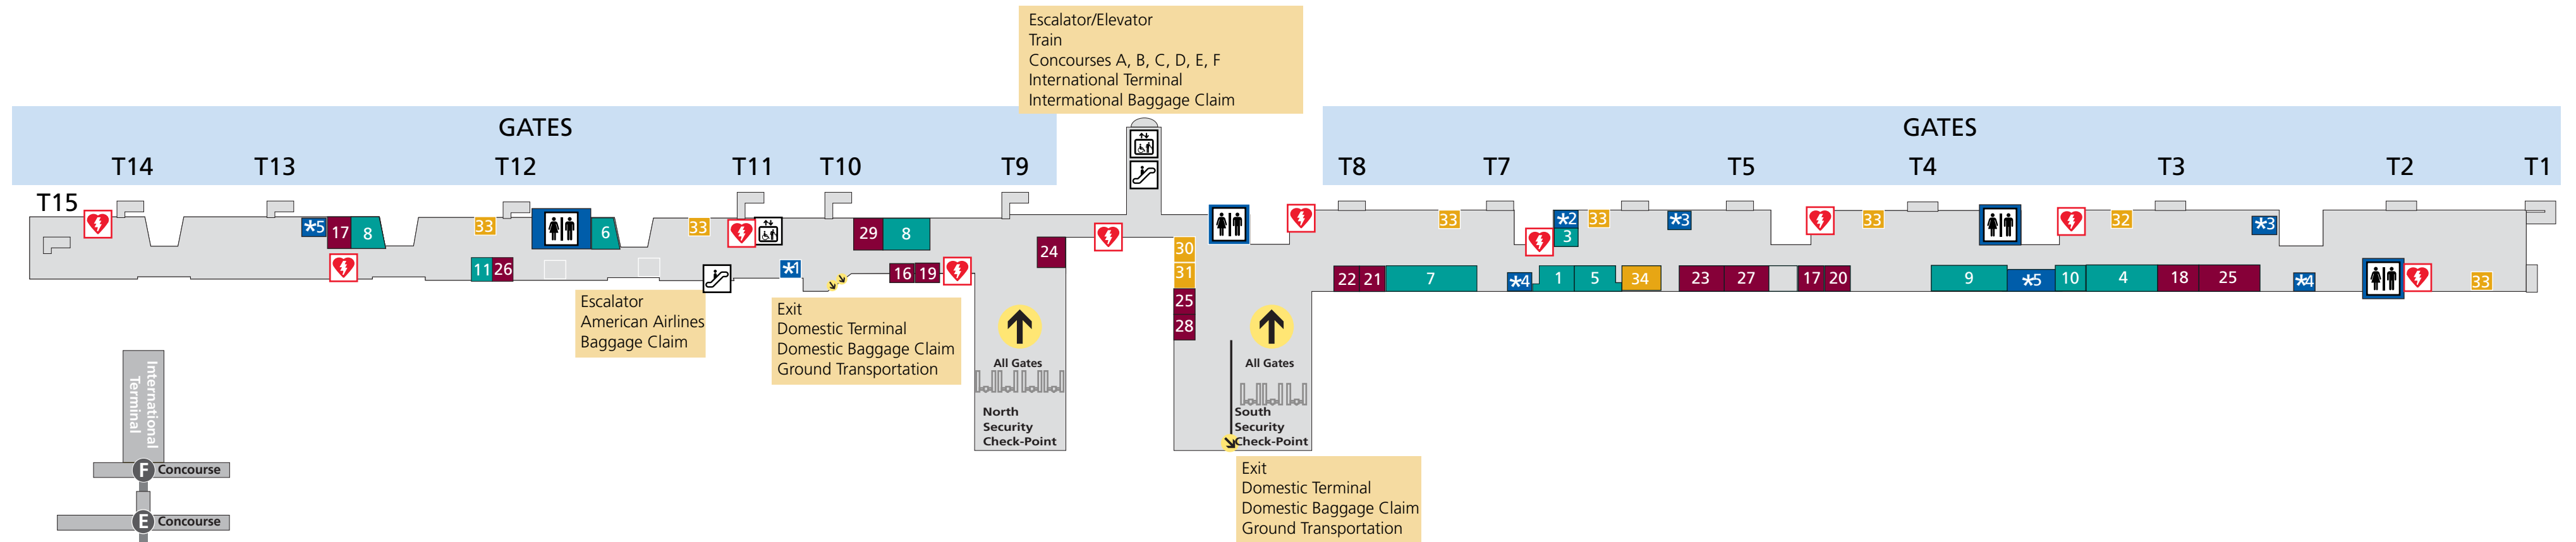 Escalator/Elevator
Train
Concourses A, B, C, D, E, F
International Terminal
Intermational Baggage Claim
GATES
GATES
T14 T13 T12 T11 T10 T9
T8 T7 T5 T4 T3 T2 T1
T15
*5 17 8 33 6 33 29 8
11 26 *1 16 19 24
30
31
25
28
33 *2 33 *3 33 32 *3
3
22 21 7 *4 1 5 34 23 27 17 20 9 *5 10 4 18 25 *4 33
Escalator
American Airlines
Baggage Claim
Exit
Domestic Terminal
Domestic Baggage Claim
Ground Transportation
All Gates
North
Security
Check-Point
All Gates
South
Security
Check-Point
Exit
Domestic Terminal
Domestic Baggage Claim
Ground Transportation
International
Terminal
F Concourse
E Concourse